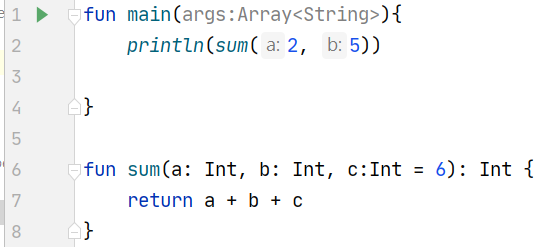 1 fun main(args:Array<String>){
2 println(sum( a: 2, b: 5))
3
4 }
5
6 fun sum(a: Int, b: Int, c:Int = 6): Int {
7 return a + b + c
8 }